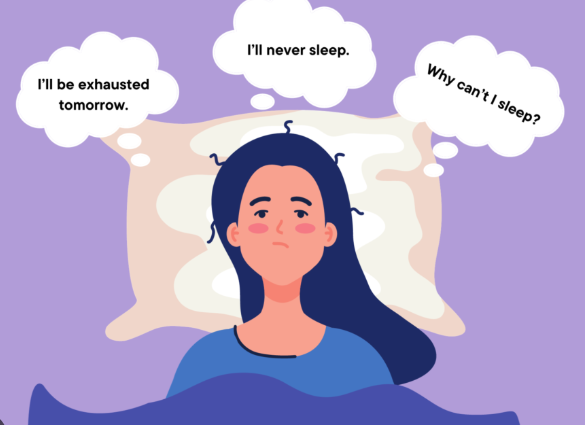 I'll be exhausted
tomorrow.
I'll never sleep.
Why can't I sleep?